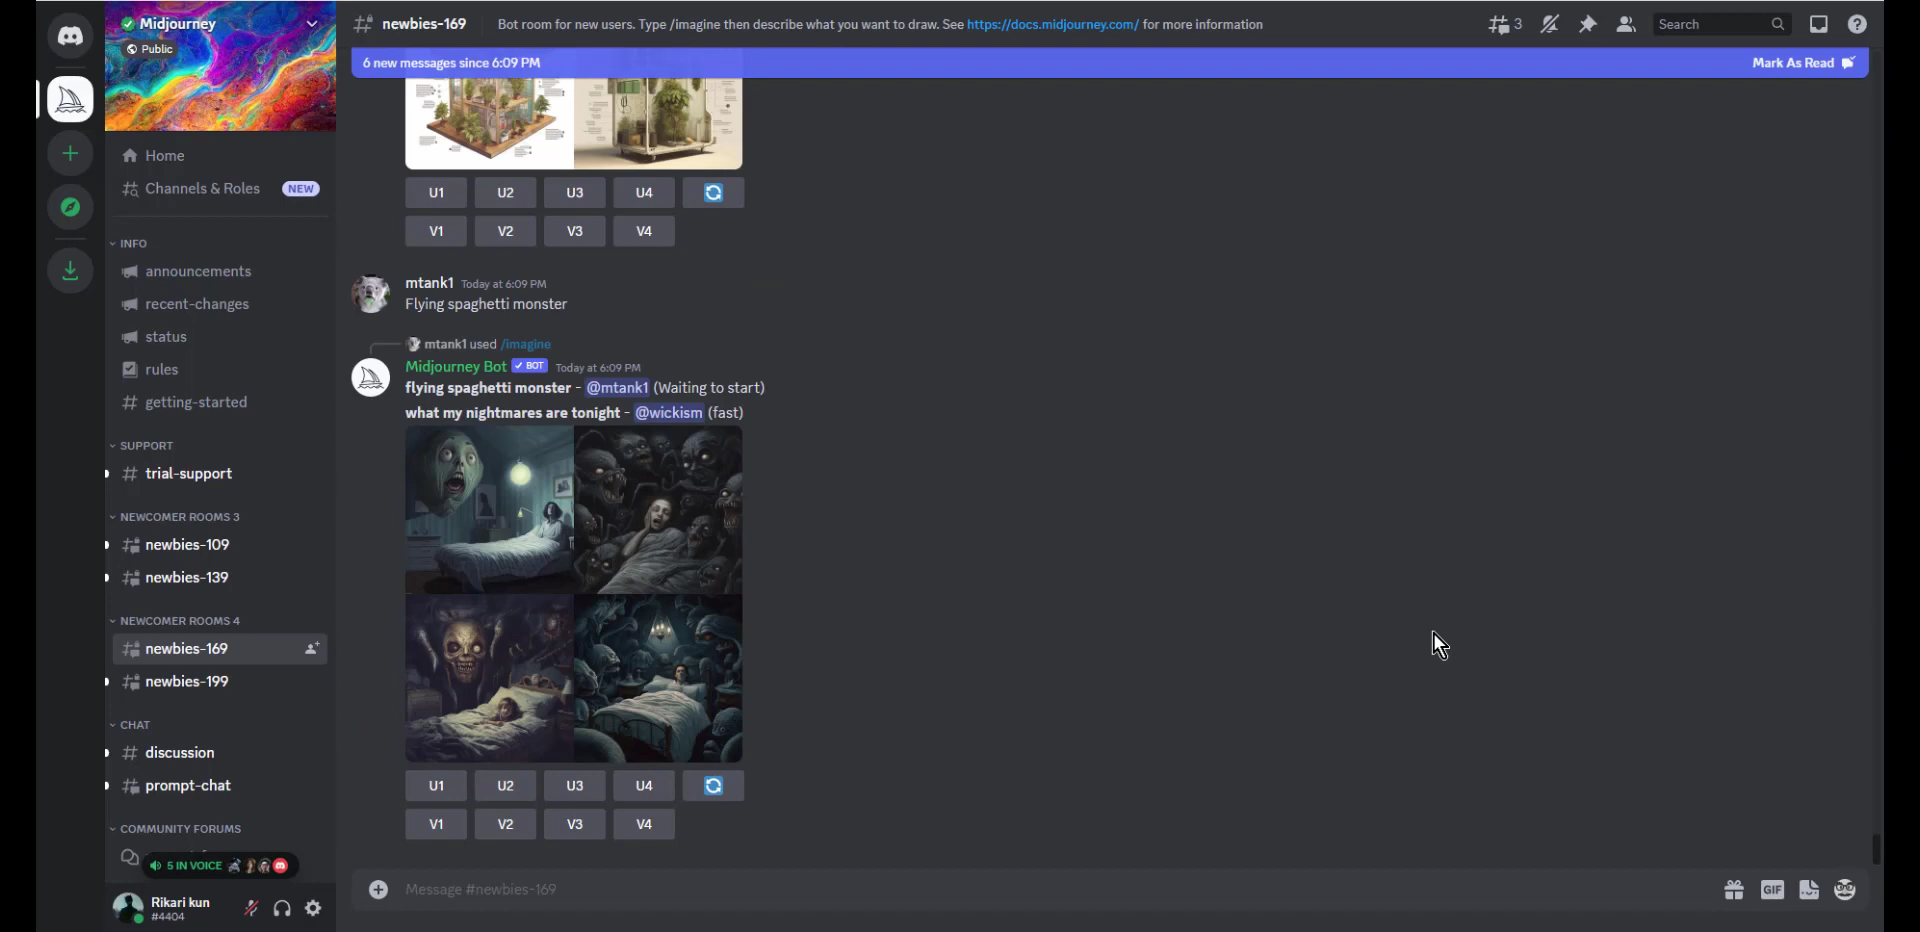 Midjourney
Public
Home
Channels & Roles NEW
INFO
announcements
recent-changes
status
rules
getting-started
SUPPORT
trial-support
NEWCOMER ROOMS 3
newbies-109
newbies-139
NEWCOMER ROOMS 4
newbies-169
newbies-199
CHAT
discussion
prompt-chat
COMMUNITY FORUMS
5 IN VOICE
Rikari kun
#4404
newbies-169 Bot room for new users. Type /imagine then describe what you want to draw. See https://docs.midjourney.com/ for more information
3
Search
6 new messages since 6:09 PM Mark As Read
U1 U2 U3 U4
V1 V2 V3 V4
mtank1 Today at 6:09 PM
Flying spaghetti monster
mtank1 used /imagine
Midjourney Bot BOT Today at 6:09 PM
flying spaghetti monster - @mtank1 (Waiting to start)
what my nightmares are tonight - @wickism (fast)
U1 U2 U3 U4
V1 V2 V3 V4
Message #newbies-169
GIF